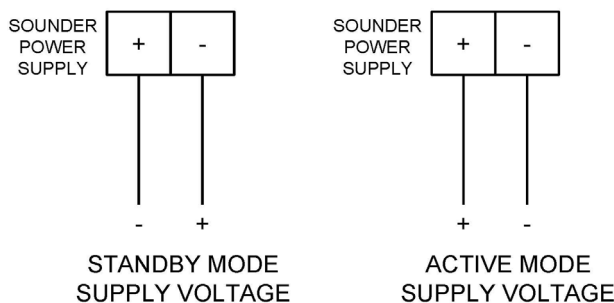 SOUNDER
POWER
SUPPLY
+ -
- +
STANDBY MODE
SUPPLY VOLTAGE
SOUNDER
POWER
SUPPLY
+ -
+ -
ACTIVE MODE
SUPPLY VOLTAGE